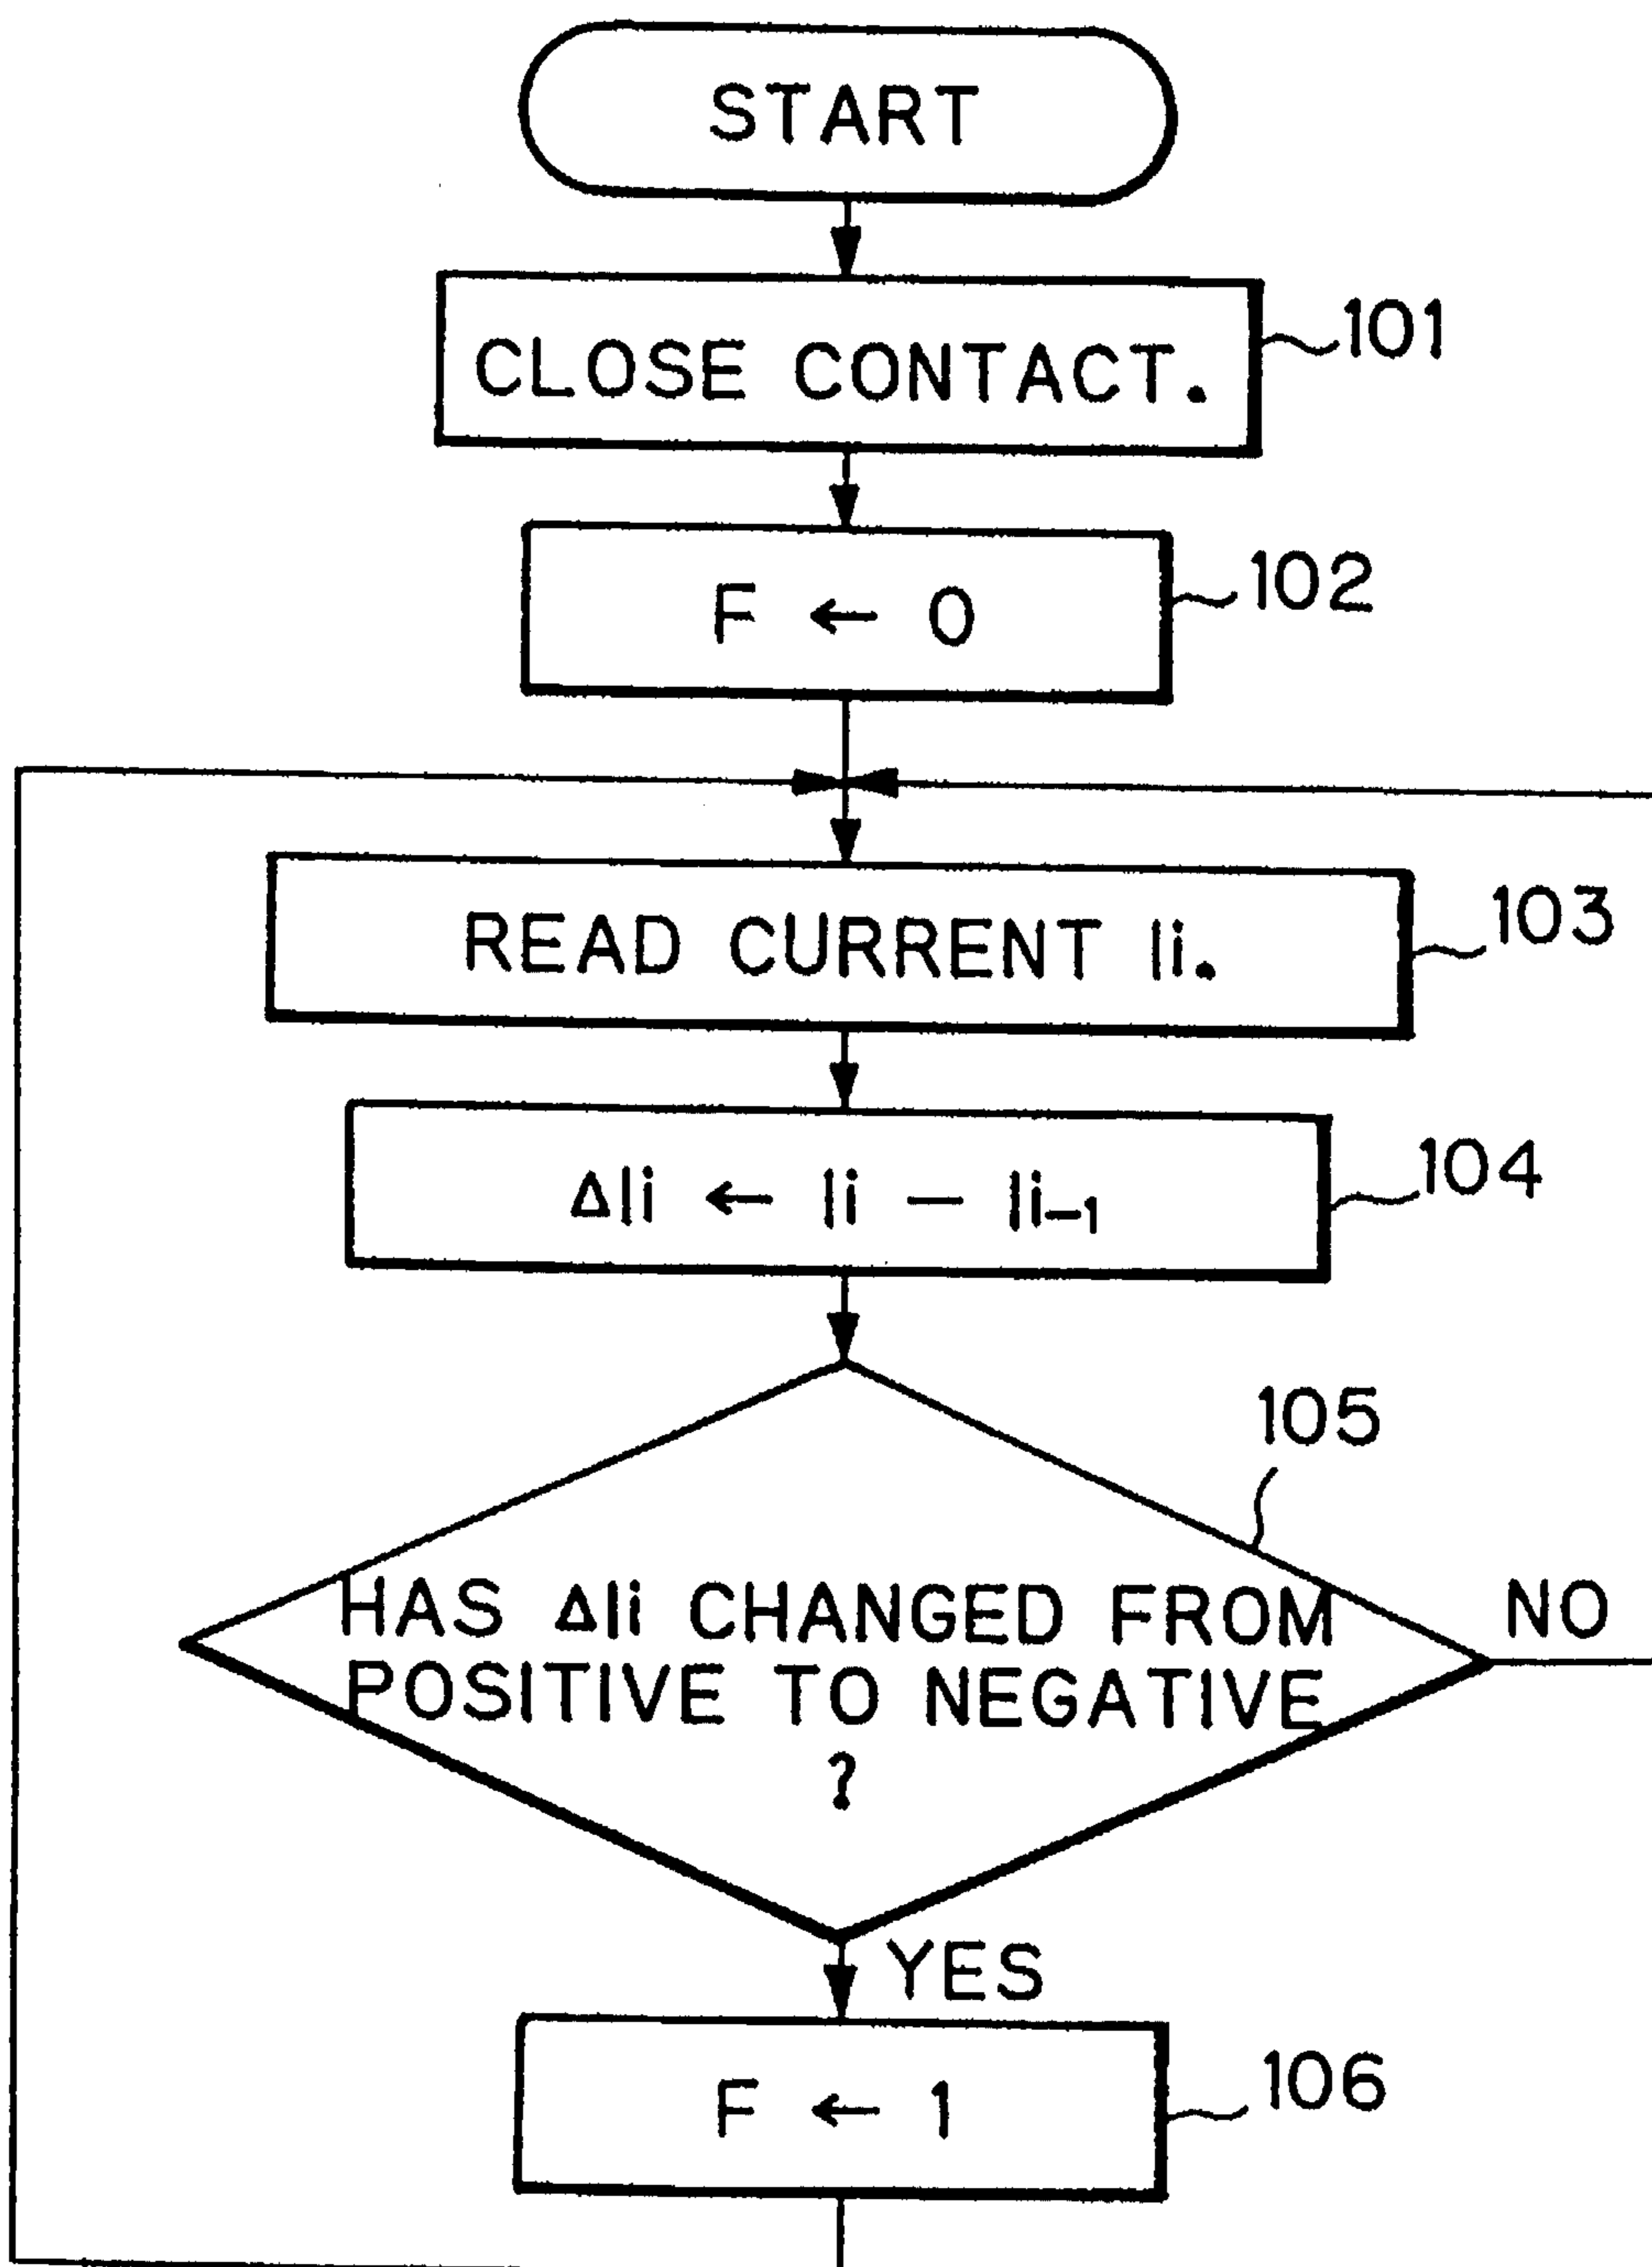 START
CLOSE CONTACT.
101
F ← 0
102
READ CURRENT Ii.
103
ΔIi ← Ii — Ii-1
104
105
HAS ΔIi CHANGED FROM
POSITIVE TO NEGATIVE
?
NO
YES
F ← 1
106